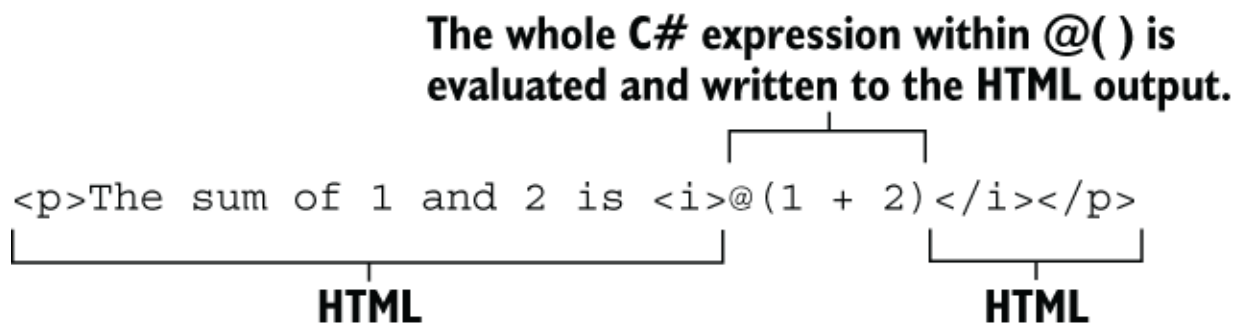 The whole C# expression within @( ) is
evaluated and written to the HTML output.
<p>The sum of 1 and 2 is <i>@(1 + 2)</i></p>
HTML HTML